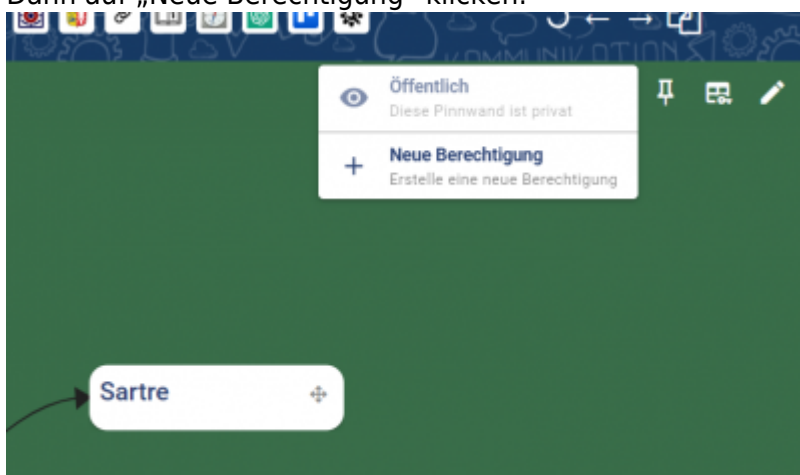 Dann auf „Neue Berechtigung“ klicken.
KOMMUNIKATION
Öffentlich
Diese Pinnwand ist privat
Neue Berechtigung
Erstelle eine neue Berechtigung
Sartre